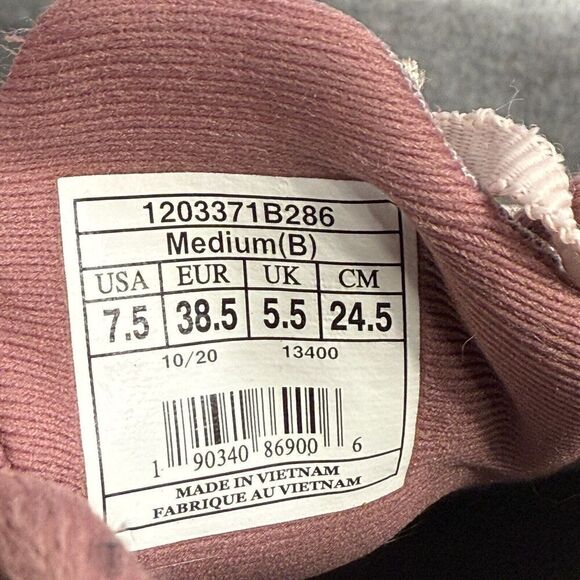 1203371B286
Medium(B)
USA EUR UK CM
7.5 38.5 5.5 24.5
10/20 13400
1 90340 86900 6
MADE IN VIETNAM
FABRIQUE AU VIETNAM